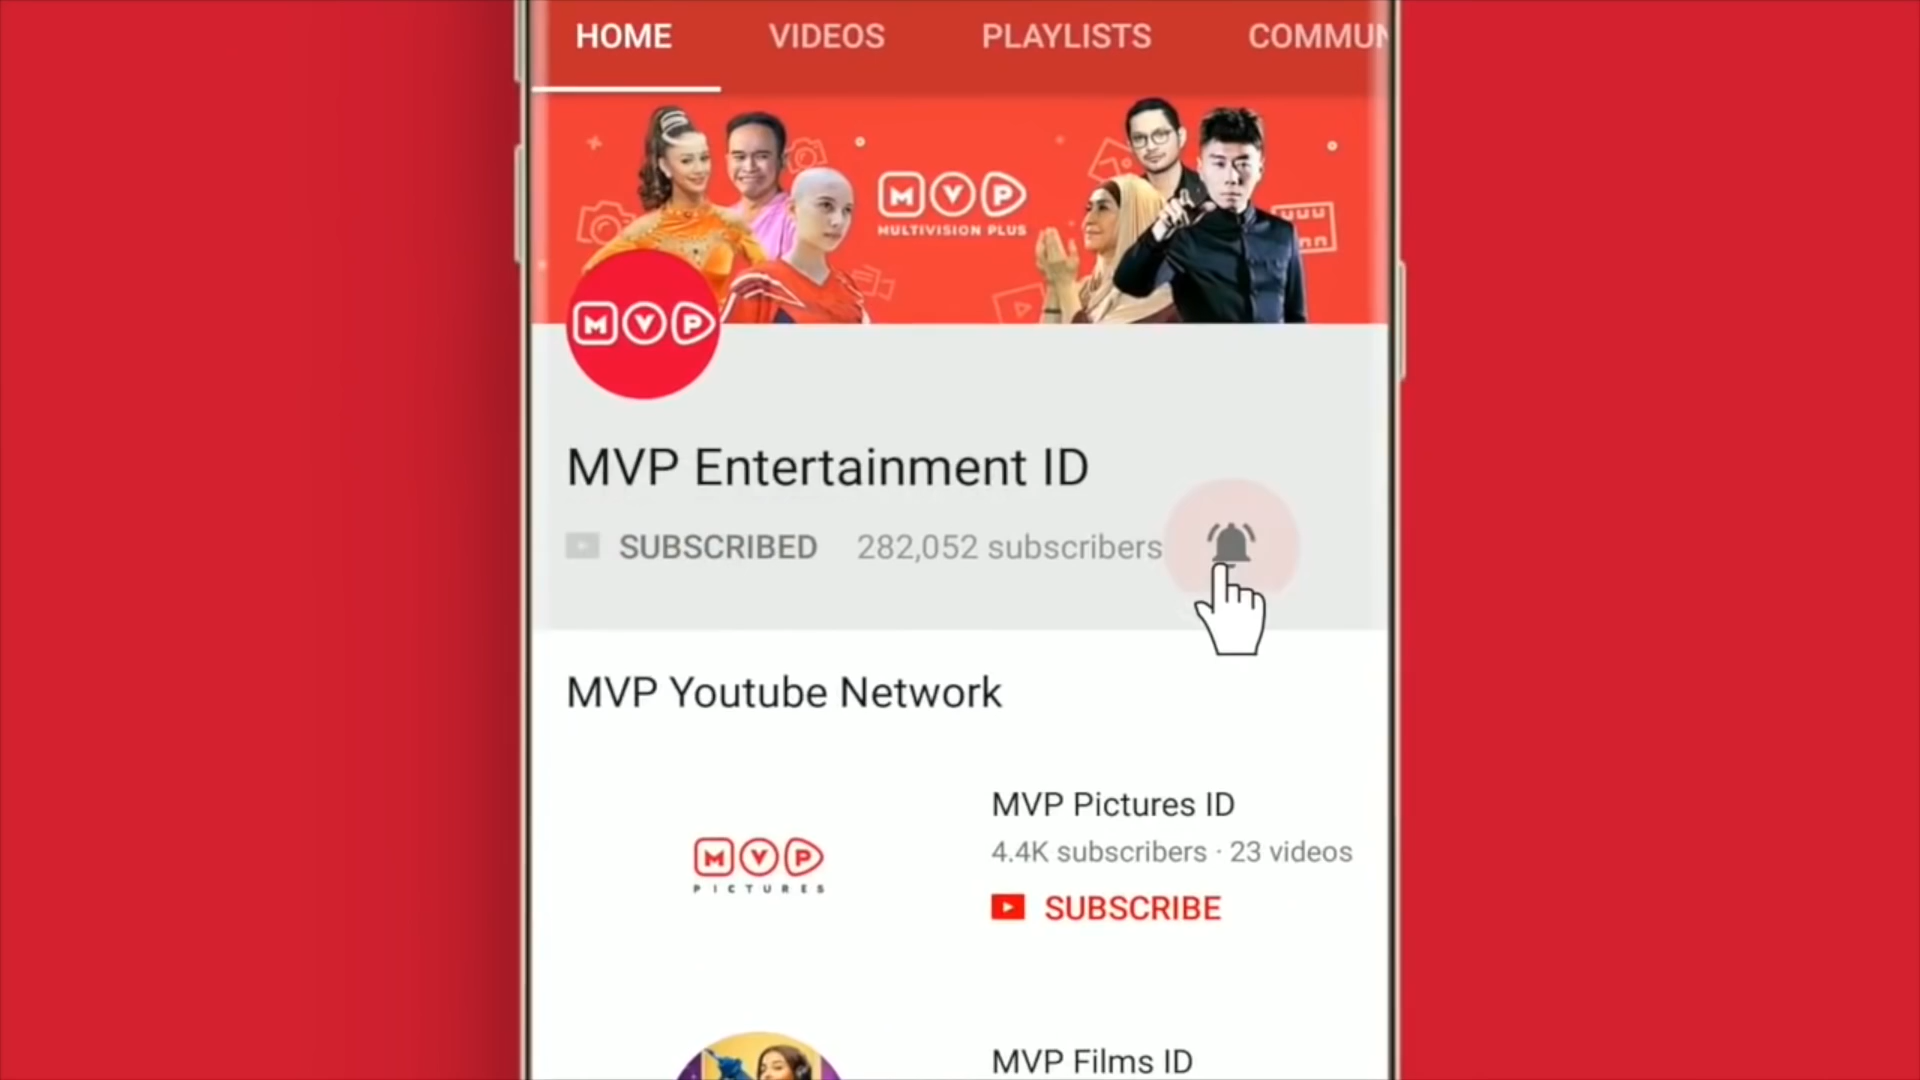 HOME VIDEOS PLAYLISTS COMMUN
MVP
MULTIVISION PLUS
MVP
MVP Entertainment ID
SUBSCRIBED 282,052 subscribers
MVP Youtube Network
MVP Pictures ID
4.4K subscribers · 23 videos
MVP
PICTURES
SUBSCRIBE
MVP Films ID